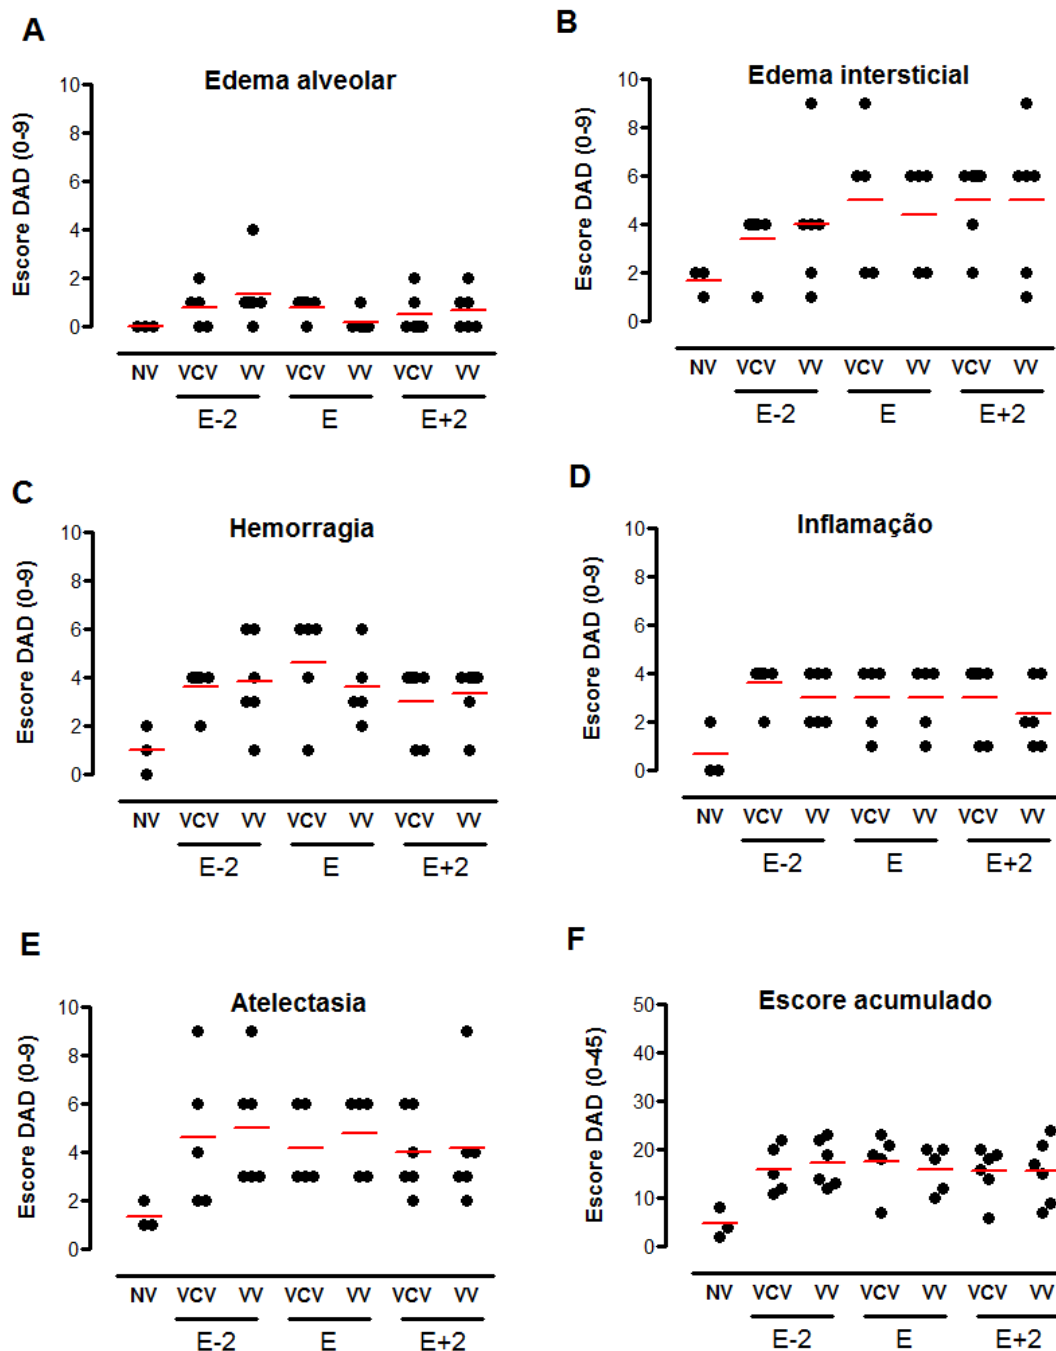 A
Edema alveolar
Escore DAD (0-9)
10
8
6
4
2
0
NV VCV VV VCV VV VCV VV
E-2 E E+2
B
Edema intersticial
Escore DAD (0-9)
10
8
6
4
2
0
NV VCV VV VCV VV VCV VV
E-2 E E+2
C
Hemorragia
Escore DAD (0-9)
10
8
6
4
2
0
NV VCV VV VCV VV VCV VV
E-2 E E+2
D
Inflamação
Escore DAD (0-9)
10
8
6
4
2
0
NV VCV VV VCV VV VCV VV
E-2 E E+2
E
Atelectasia
Escore DAD (0-9)
10
8
6
4
2
0
NV VCV VV VCV VV VCV VV
E-2 E E+2
F
Escore acumulado
Escore DAD (0-45)
50
40
30
20
10
0
NV VCV VV VCV VV VCV VV
E-2 E E+2